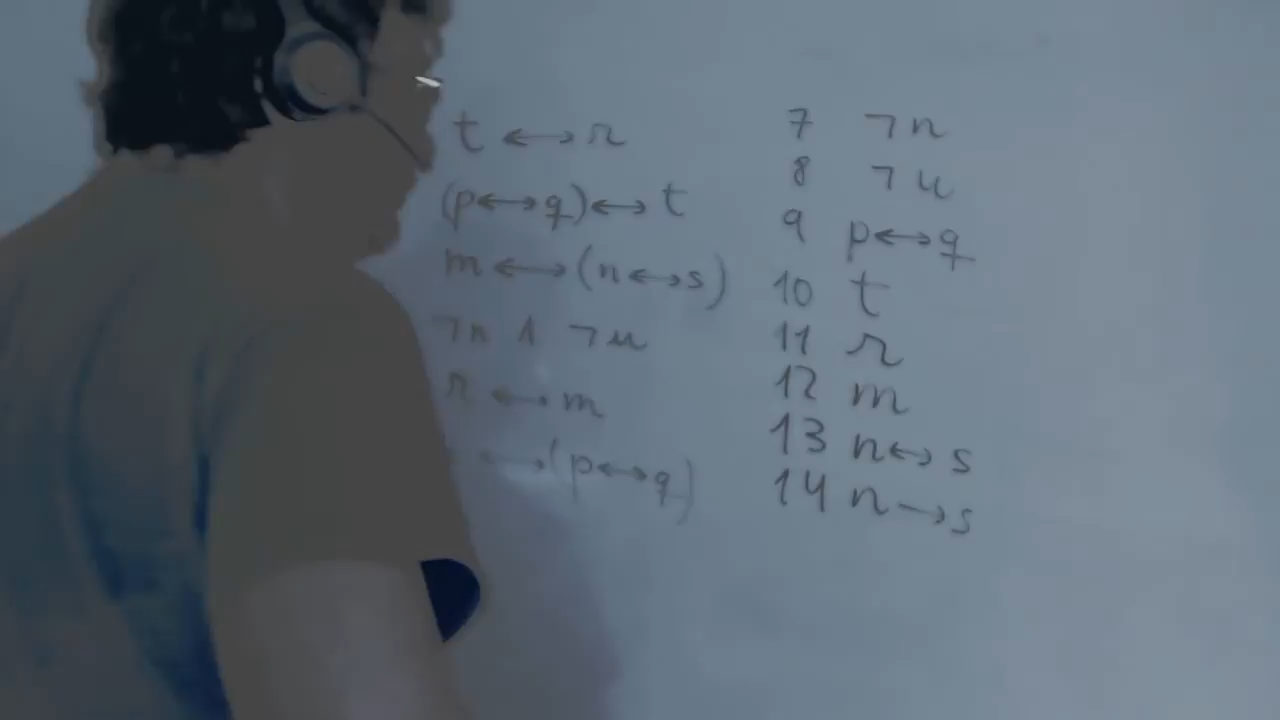 t ↔ r
(p↔q)↔ t
m ↔ (n↔s)
¬n ∧ ¬u
r ↔ m
↔(p↔q)
7 ¬n
8 ¬u
9 p↔q
10 t
11 r
12 m
13 n↔ s
14 n→s